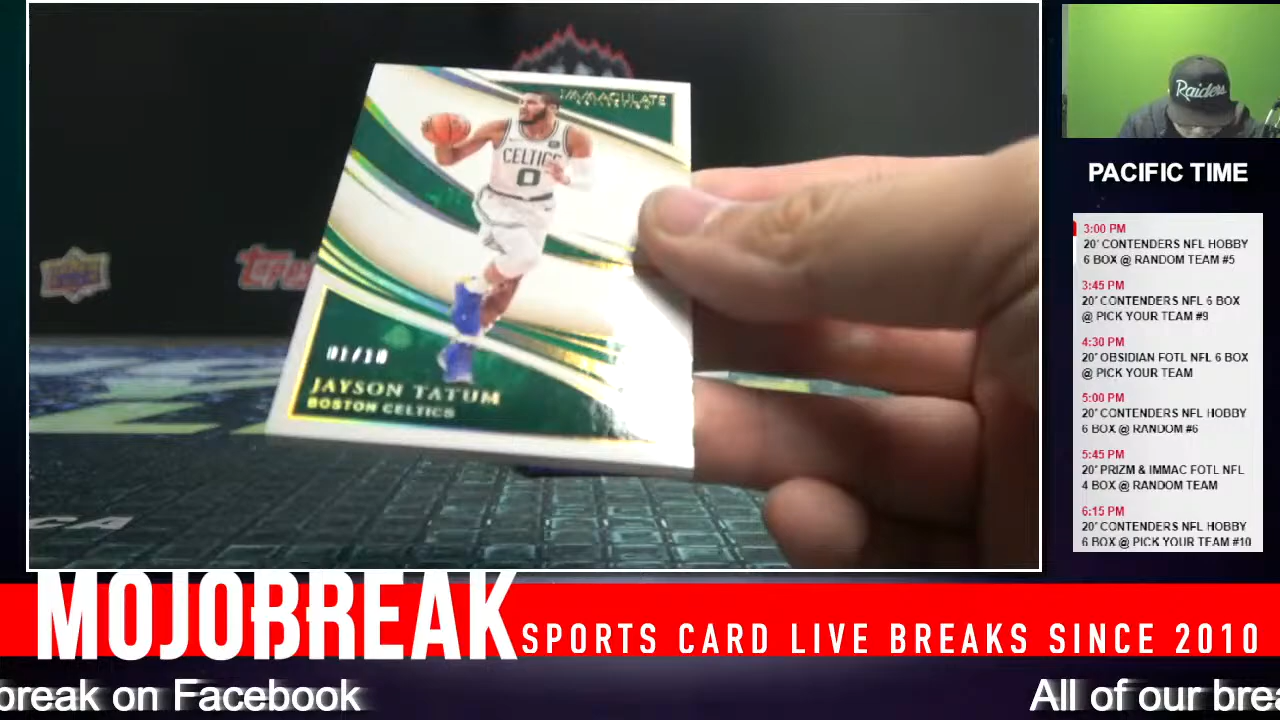 IMMACULATE
CELTICS
0
01/10
JAYSON TATUM
BOSTON CELTICS
Topps
Raiders
PACIFIC TIME
3:00 PM
20' CONTENDERS NFL HOBBY
6 BOX @ RANDOM TEAM #5
3:45 PM
20' CONTENDERS NFL 6 BOX
@ PICK YOUR TEAM #9
4:30 PM
20' OBSIDIAN FOTL NFL 6 BOX
@ PICK YOUR TEAM
5:00 PM
20' CONTENDERS NFL HOBBY
6 BOX @ RANDOM #6
5:45 PM
20' PRIZM & IMMAC FOTL NFL
4 BOX @ RANDOM TEAM
6:15 PM
20' CONTENDERS NFL HOBBY
6 BOX @ PICK YOUR TEAM #10
MOJOBREAK
SPORTS CARD LIVE BREAKS SINCE 2010
break on Facebook
All of our brea